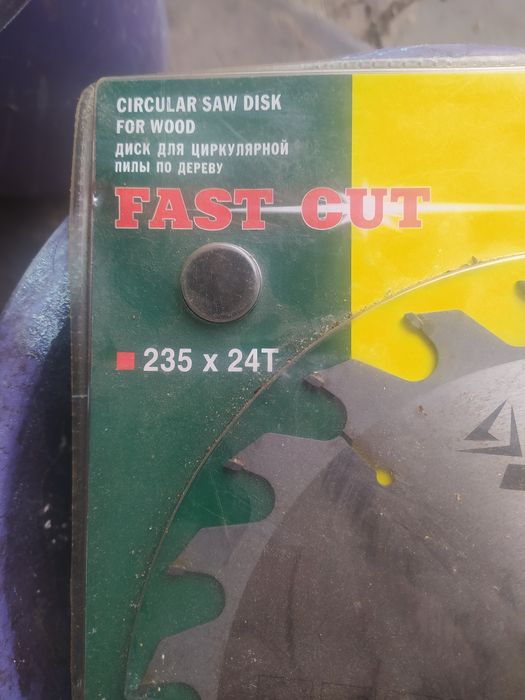 CIRCULAR SAW DISK
FOR WOOD
ДИСК ДЛЯ ЦИРКУЛЯРНОЙ
ПИЛЫ ПО ДЕРЕВУ
FAST CUT
235 x 24T